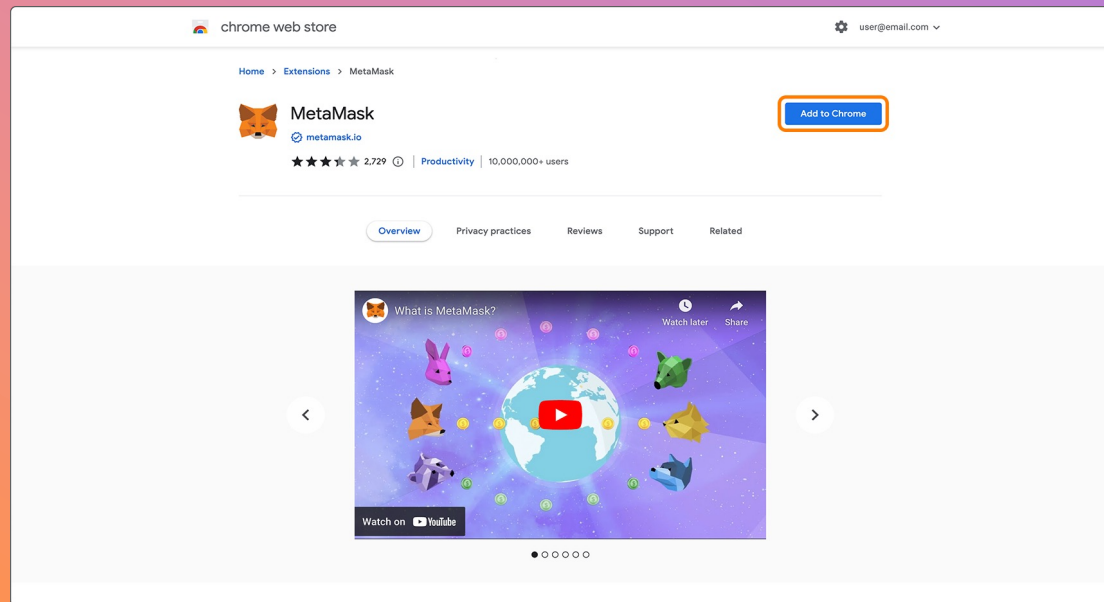 chrome web store
user@email.com
Home > Extensions > MetaMask
MetaMask
Add to Chrome
metamask.io
2,729 Productivity 10,000,000+ users
Overview Privacy practices Reviews Support Related
What is MetaMask?
Watch later Share
Watch on YouTube